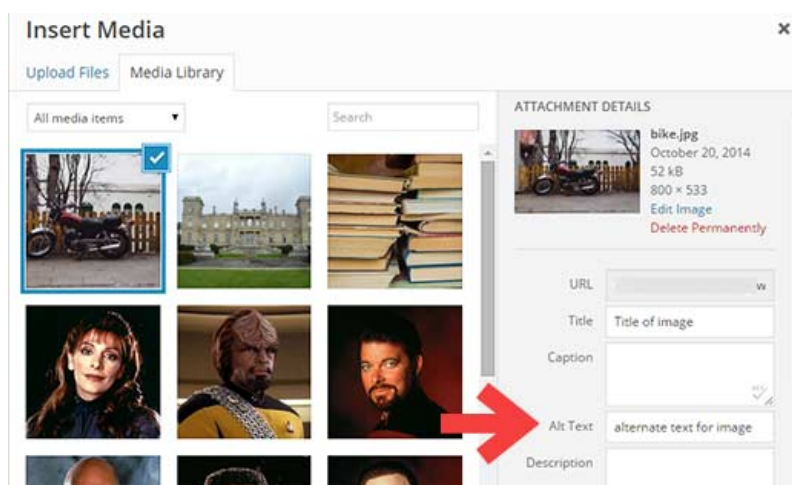 Insert Media
Upload Files
Media Library
All media items
Search
ATTACHMENT DETAILS
bike.jpg
October 20, 2014
52 kB
800 × 533
Edit Image
Delete Permanently
URL
w
Title
Title of image
Caption
Alt Text
alternate text for image
Description